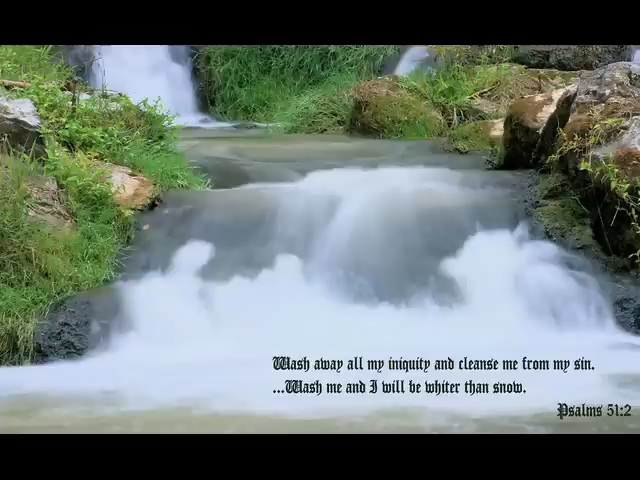 Wash away all my iniquity and cleanse me from my sin.
...Wash me and I will be whiter than snow.
Psalms 51:2